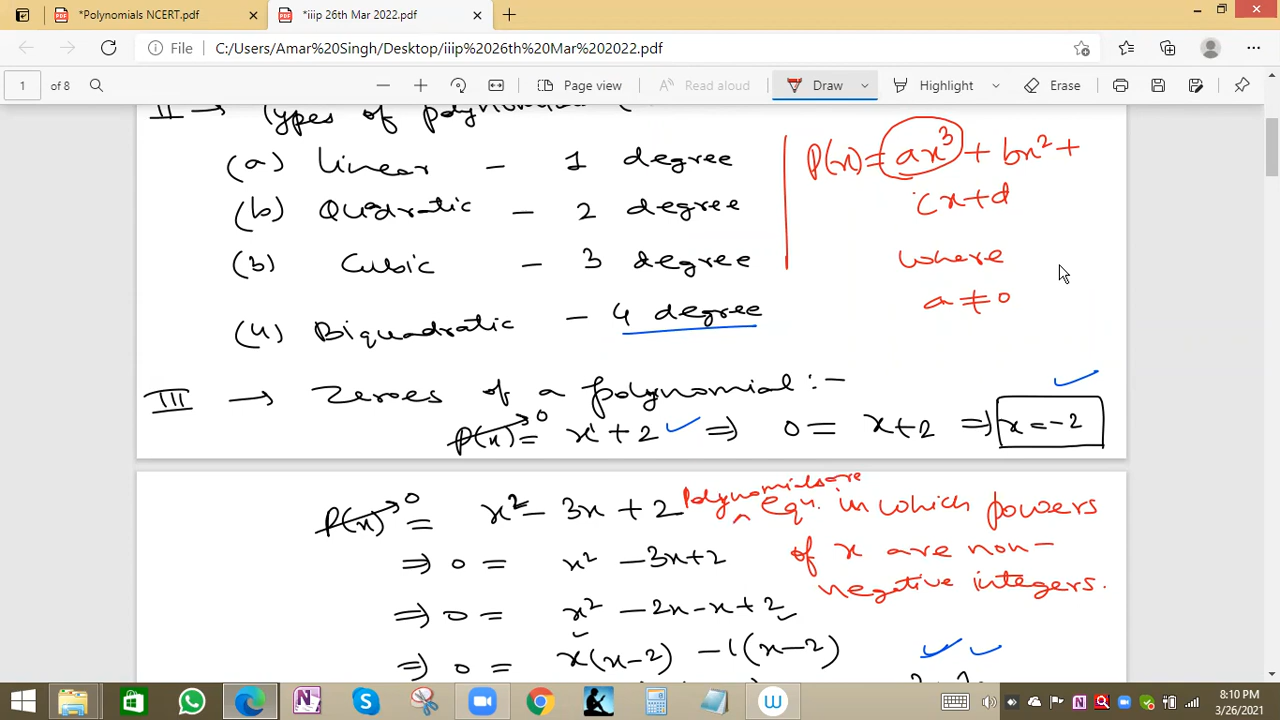 *Polynomials NCERT.pdf
*iiip 26th Mar 2022.pdf
File C:/Users/Amar%20Singh/Desktop/iiip%2026th%20Mar%202022.pdf
1 of 8
Page view
Read aloud
Draw
Highlight
Erase
II → Types of polynomial (
(a) Linear - 1 degree
(b) Quadratic - 2 degree
(b) Cubic - 3 degree
(4) Biquadratic - 4 degree
P(x) = ax³ + bx² +
cx+d
where
a ≠ 0
III → Zeroes of a polynomial :-
P(x) = x¹ + 2 ⇒ 0 = x+2 ⇒ x = -2
0
P(x) = x² - 3x + 2
0
⇒ 0 = x² - 3x+2
⇒ 0 = x² - 2x - x + 2
⇒ 0 = x(x-2) -1(x-2)
Polynomials are eqn. in which powers
of x are non-
negative integers.
8:10 PM
3/26/2021